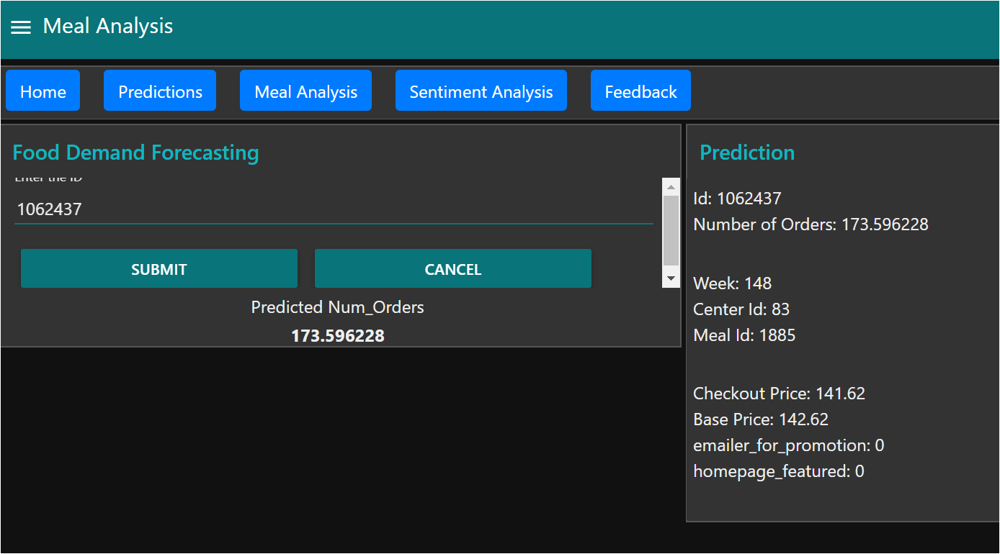 Meal Analysis
Home Predictions Meal Analysis Sentiment Analysis Feedback
Food Demand Forecasting
Enter the ID
1062437
SUBMIT CANCEL
Predicted Num_Orders
173.596228
Prediction
Id: 1062437
Number of Orders: 173.596228
Week: 148
Center Id: 83
Meal Id: 1885
Checkout Price: 141.62
Base Price: 142.62
emailer_for_promotion: 0
homepage_featured: 0